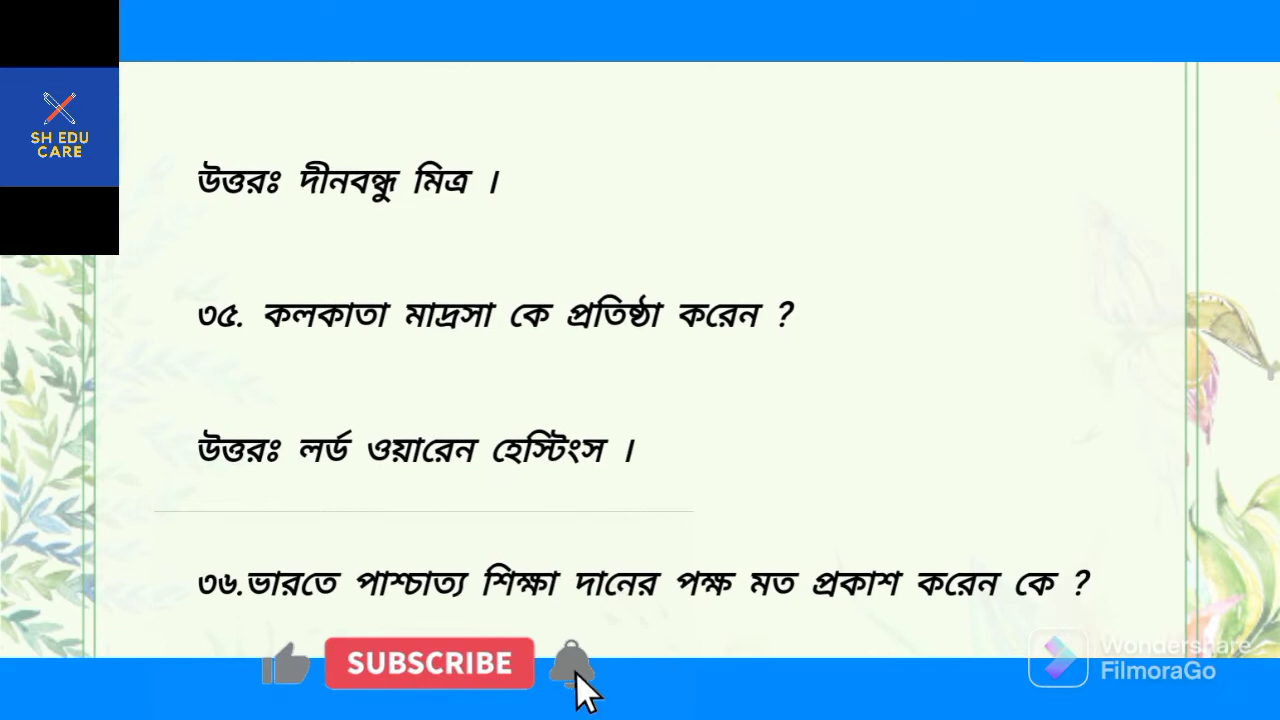 SH EDU
CARE
উত্তরঃ দীনবন্ধু মিত্র ।
৩৫. কলকাতা মাদ্রসা কে প্রতিষ্ঠা করেন ?
উত্তরঃ লর্ড ওয়ারেন হেস্টিংস ।
৩৬.ভারতে পাশ্চাত্য শিক্ষা দানের পক্ষ মত প্রকাশ করেন কে ?
SUBSCRIBE
Wondershare
FilmoraGo